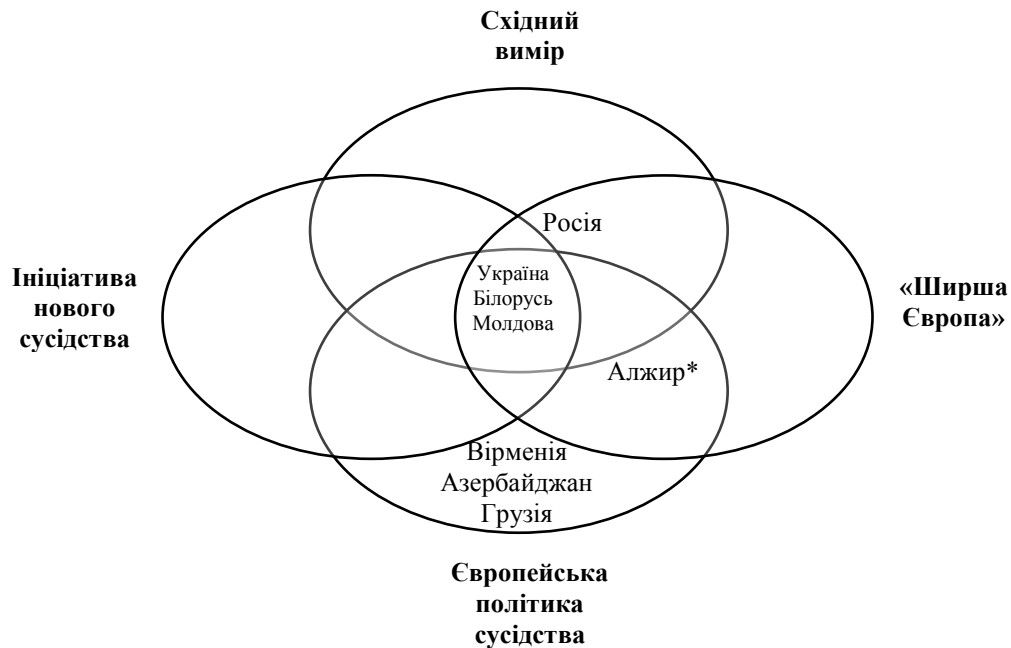 Східний
вимір
Росія
Ініціатива
нового
сусідства
Україна
Білорусь
Молдова
«Ширша
Європа»
Алжир*
Вірменія
Азербайджан
Грузія
Європейська
політика
сусідства